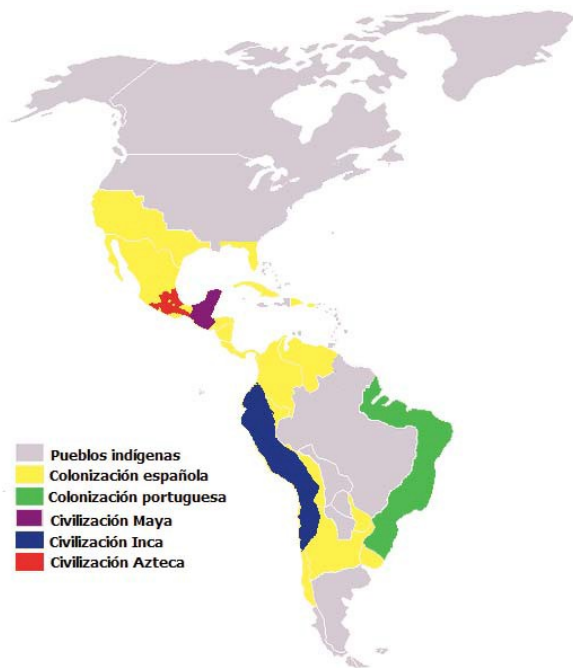 Pueblos indígenas
Colonización española
Colonización portuguesa
Civilización Maya
Civilización Inca
Civilización Azteca